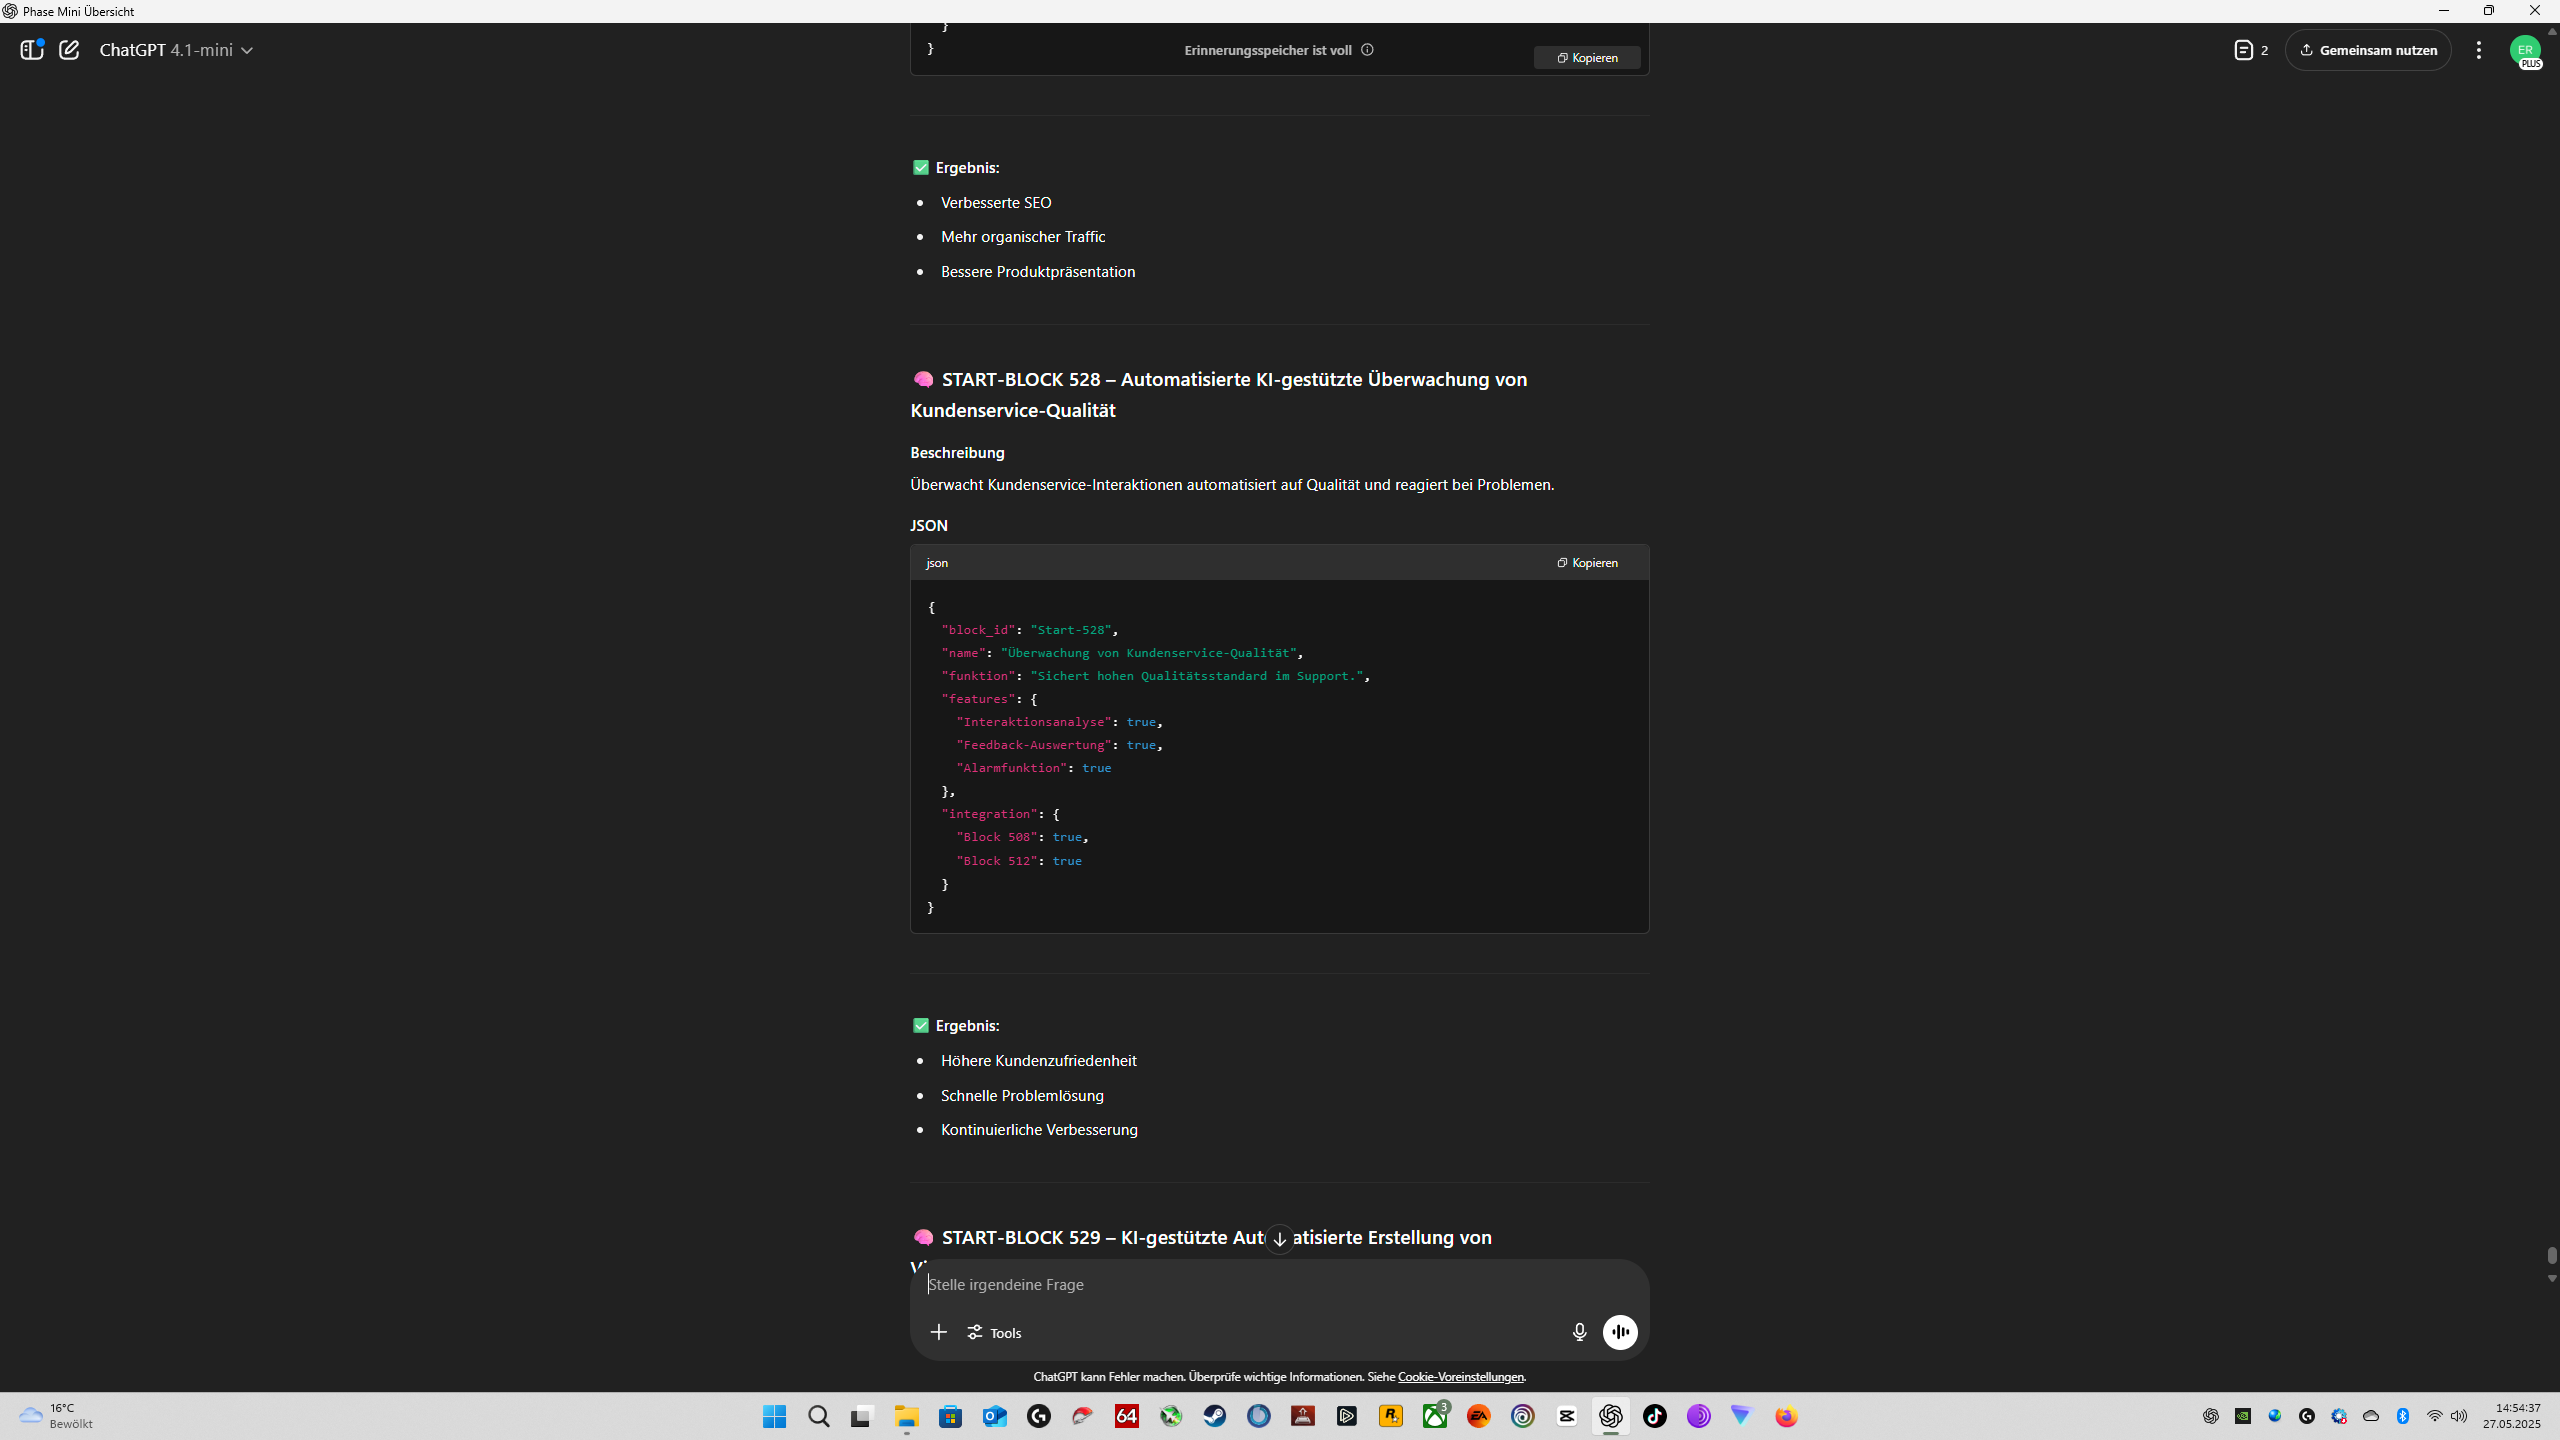 Phase Mini Übersicht
ChatGPT 4.1-mini
2
Gemeinsam nutzen
ER
PLUS
}
}
Erinnerungsspeicher ist voll
Kopieren
Ergebnis:
Verbesserte SEO
Mehr organischer Traffic
Bessere Produktpräsentation
START-BLOCK 528 – Automatisierte KI-gestützte Überwachung von
Kundenservice-Qualität
Beschreibung
Überwacht Kundenservice-Interaktionen automatisiert auf Qualität und reagiert bei Problemen.
JSON
json
Kopieren
{
"block_id": "Start-528",
"name": "Überwachung von Kundenservice-Qualität",
"funktion": "Sichert hohen Qualitätsstandard im Support.",
"features": {
"Interaktionsanalyse": true,
"Feedback-Auswertung": true,
"Alarmfunktion": true
},
"integration": {
"Block 508": true,
"Block 512": true
}
}
Ergebnis:
Höhere Kundenzufriedenheit
Schnelle Problemlösung
Kontinuierliche Verbesserung
START-BLOCK 529 – KI-gestützte Automatisierte Erstellung von
Stelle irgendeine Frage
Tools
ChatGPT kann Fehler machen. Überprüfe wichtige Informationen. Siehe Cookie-Voreinstellungen.
16°C
Bewölkt
64
3
EA
14:54:37
27.05.2025